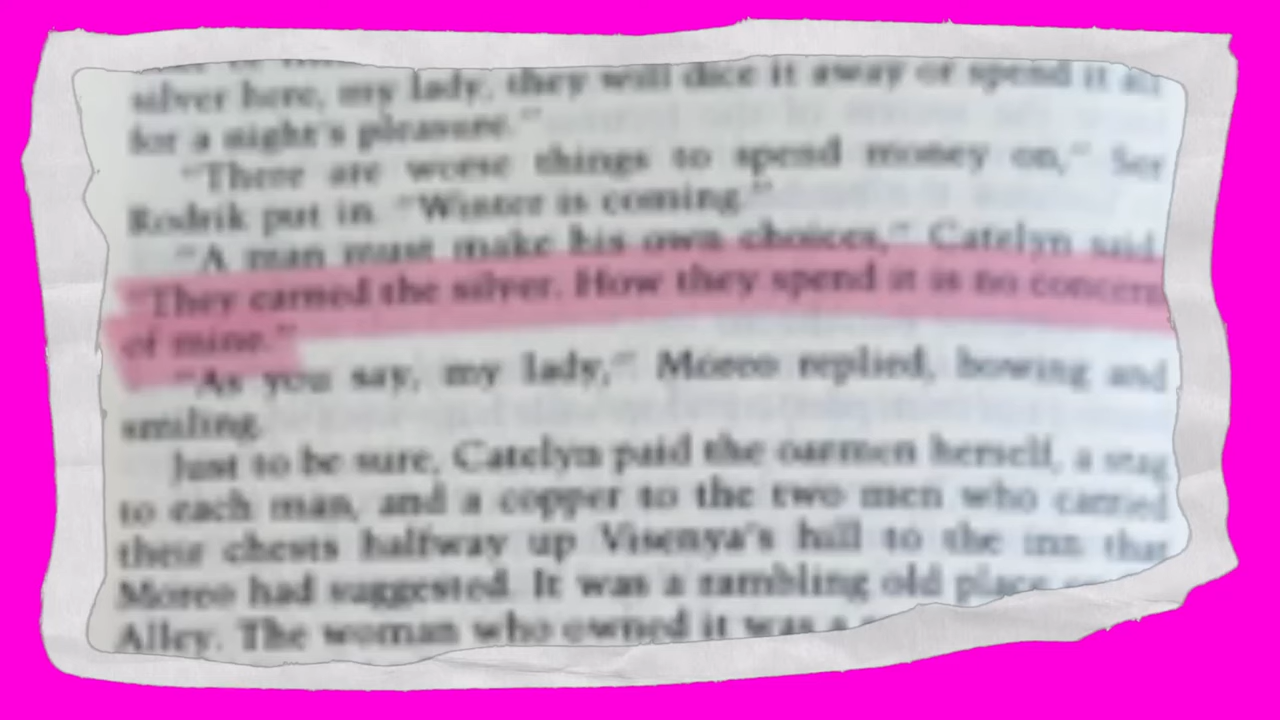 silver here, my lady, they will dice it away or spend it all
for a night's pleasure."
"There are worse things to spend money on," Ser
Rodrik put in. "Winter is coming."
"A man must make his own choices," Catelyn said.
"They earned the silver. How they spend it is no concern
of mine."
"As you say, my lady," Moreo replied, bowing and
smiling.
Just to be sure, Catelyn paid the oarmen herself, a stag
to each man, and a copper to the two men who carried
their chests halfway up Visenya's hill to the inn that
Moreo had suggested. It was a rambling old place
Alley. The woman who owned it was a